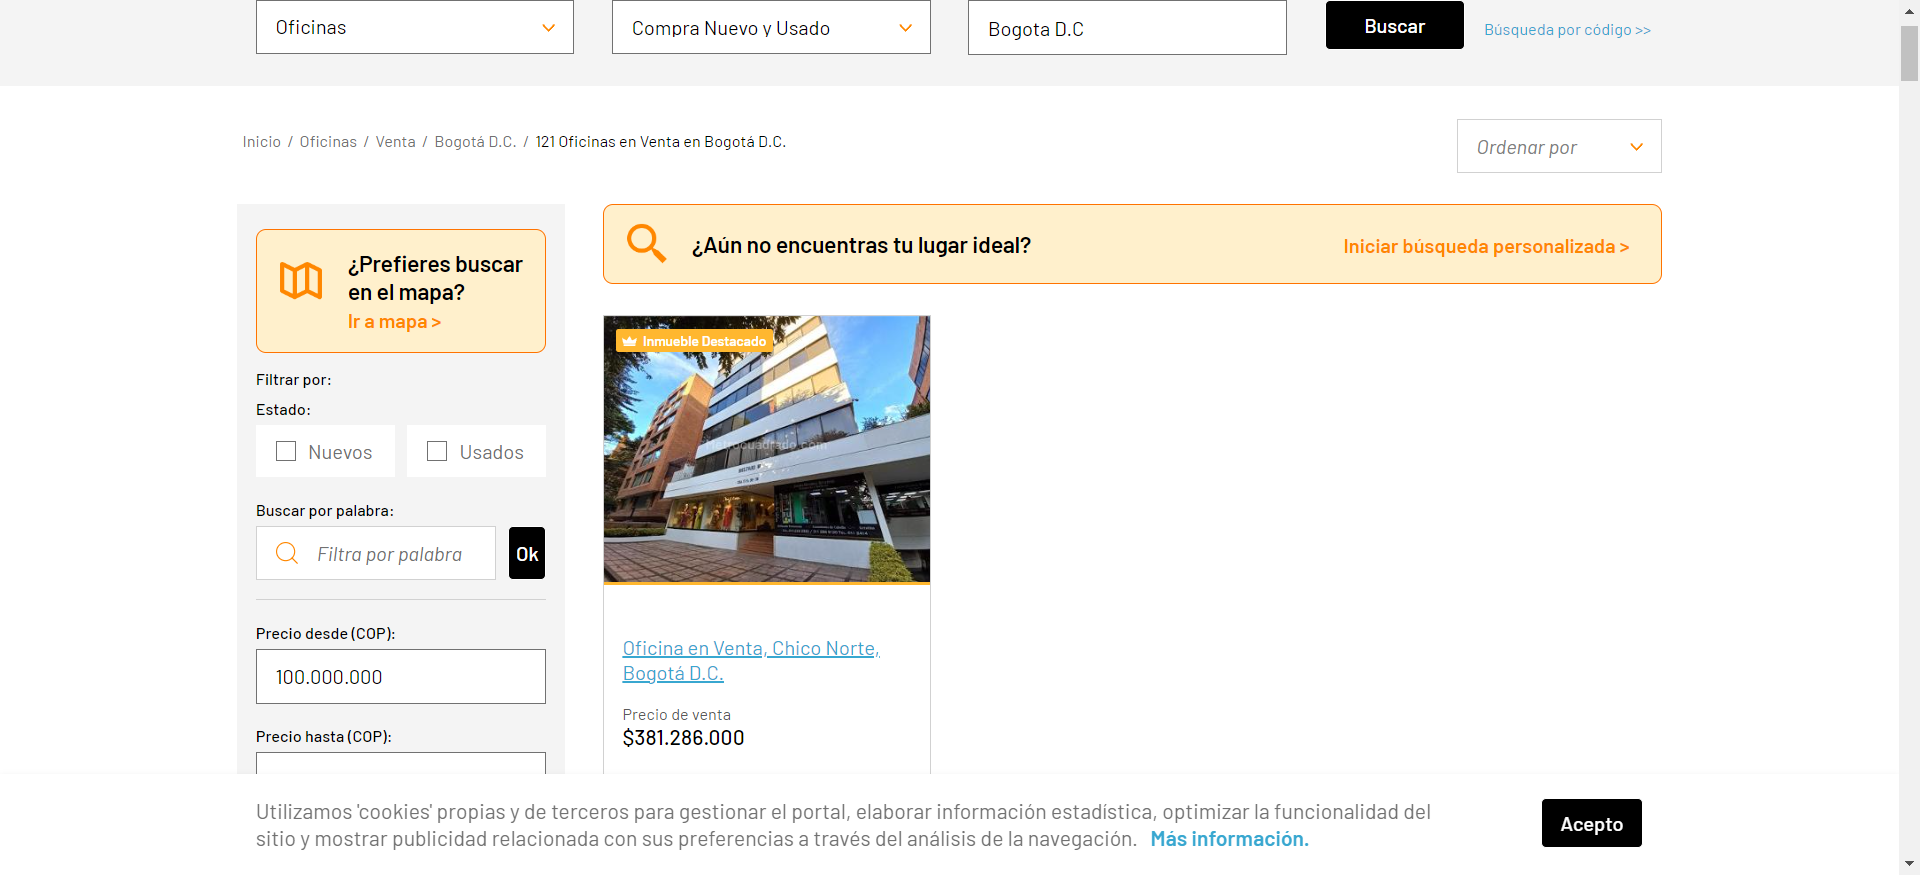 Oficinas
Compra Nuevo y Usado
Bogota D.C
Buscar
Búsqueda por código >>
Inicio / Oficinas / Venta / Bogotá D.C. / 121 Oficinas en Venta en Bogotá D.C.
Ordenar por
¿Prefieres buscar
en el mapa?
Ir a mapa >
¿Aún no encuentras tu lugar ideal?
Iniciar búsqueda personalizada >
Filtrar por:
Estado:
Nuevos
Usados
Buscar por palabra:
Filtra por palabra
Ok
Precio desde (COP):
100.000.000
Precio hasta (COP):
Inmueble Destacado
Oficina en Venta, Chico Norte,
Bogotá D.C.
Precio de venta
$381.286.000
Utilizamos 'cookies' propias y de terceros para gestionar el portal, elaborar información estadística, optimizar la funcionalidad del
sitio y mostrar publicidad relacionada con sus preferencias a través del análisis de la navegación. Más información.
Acepto